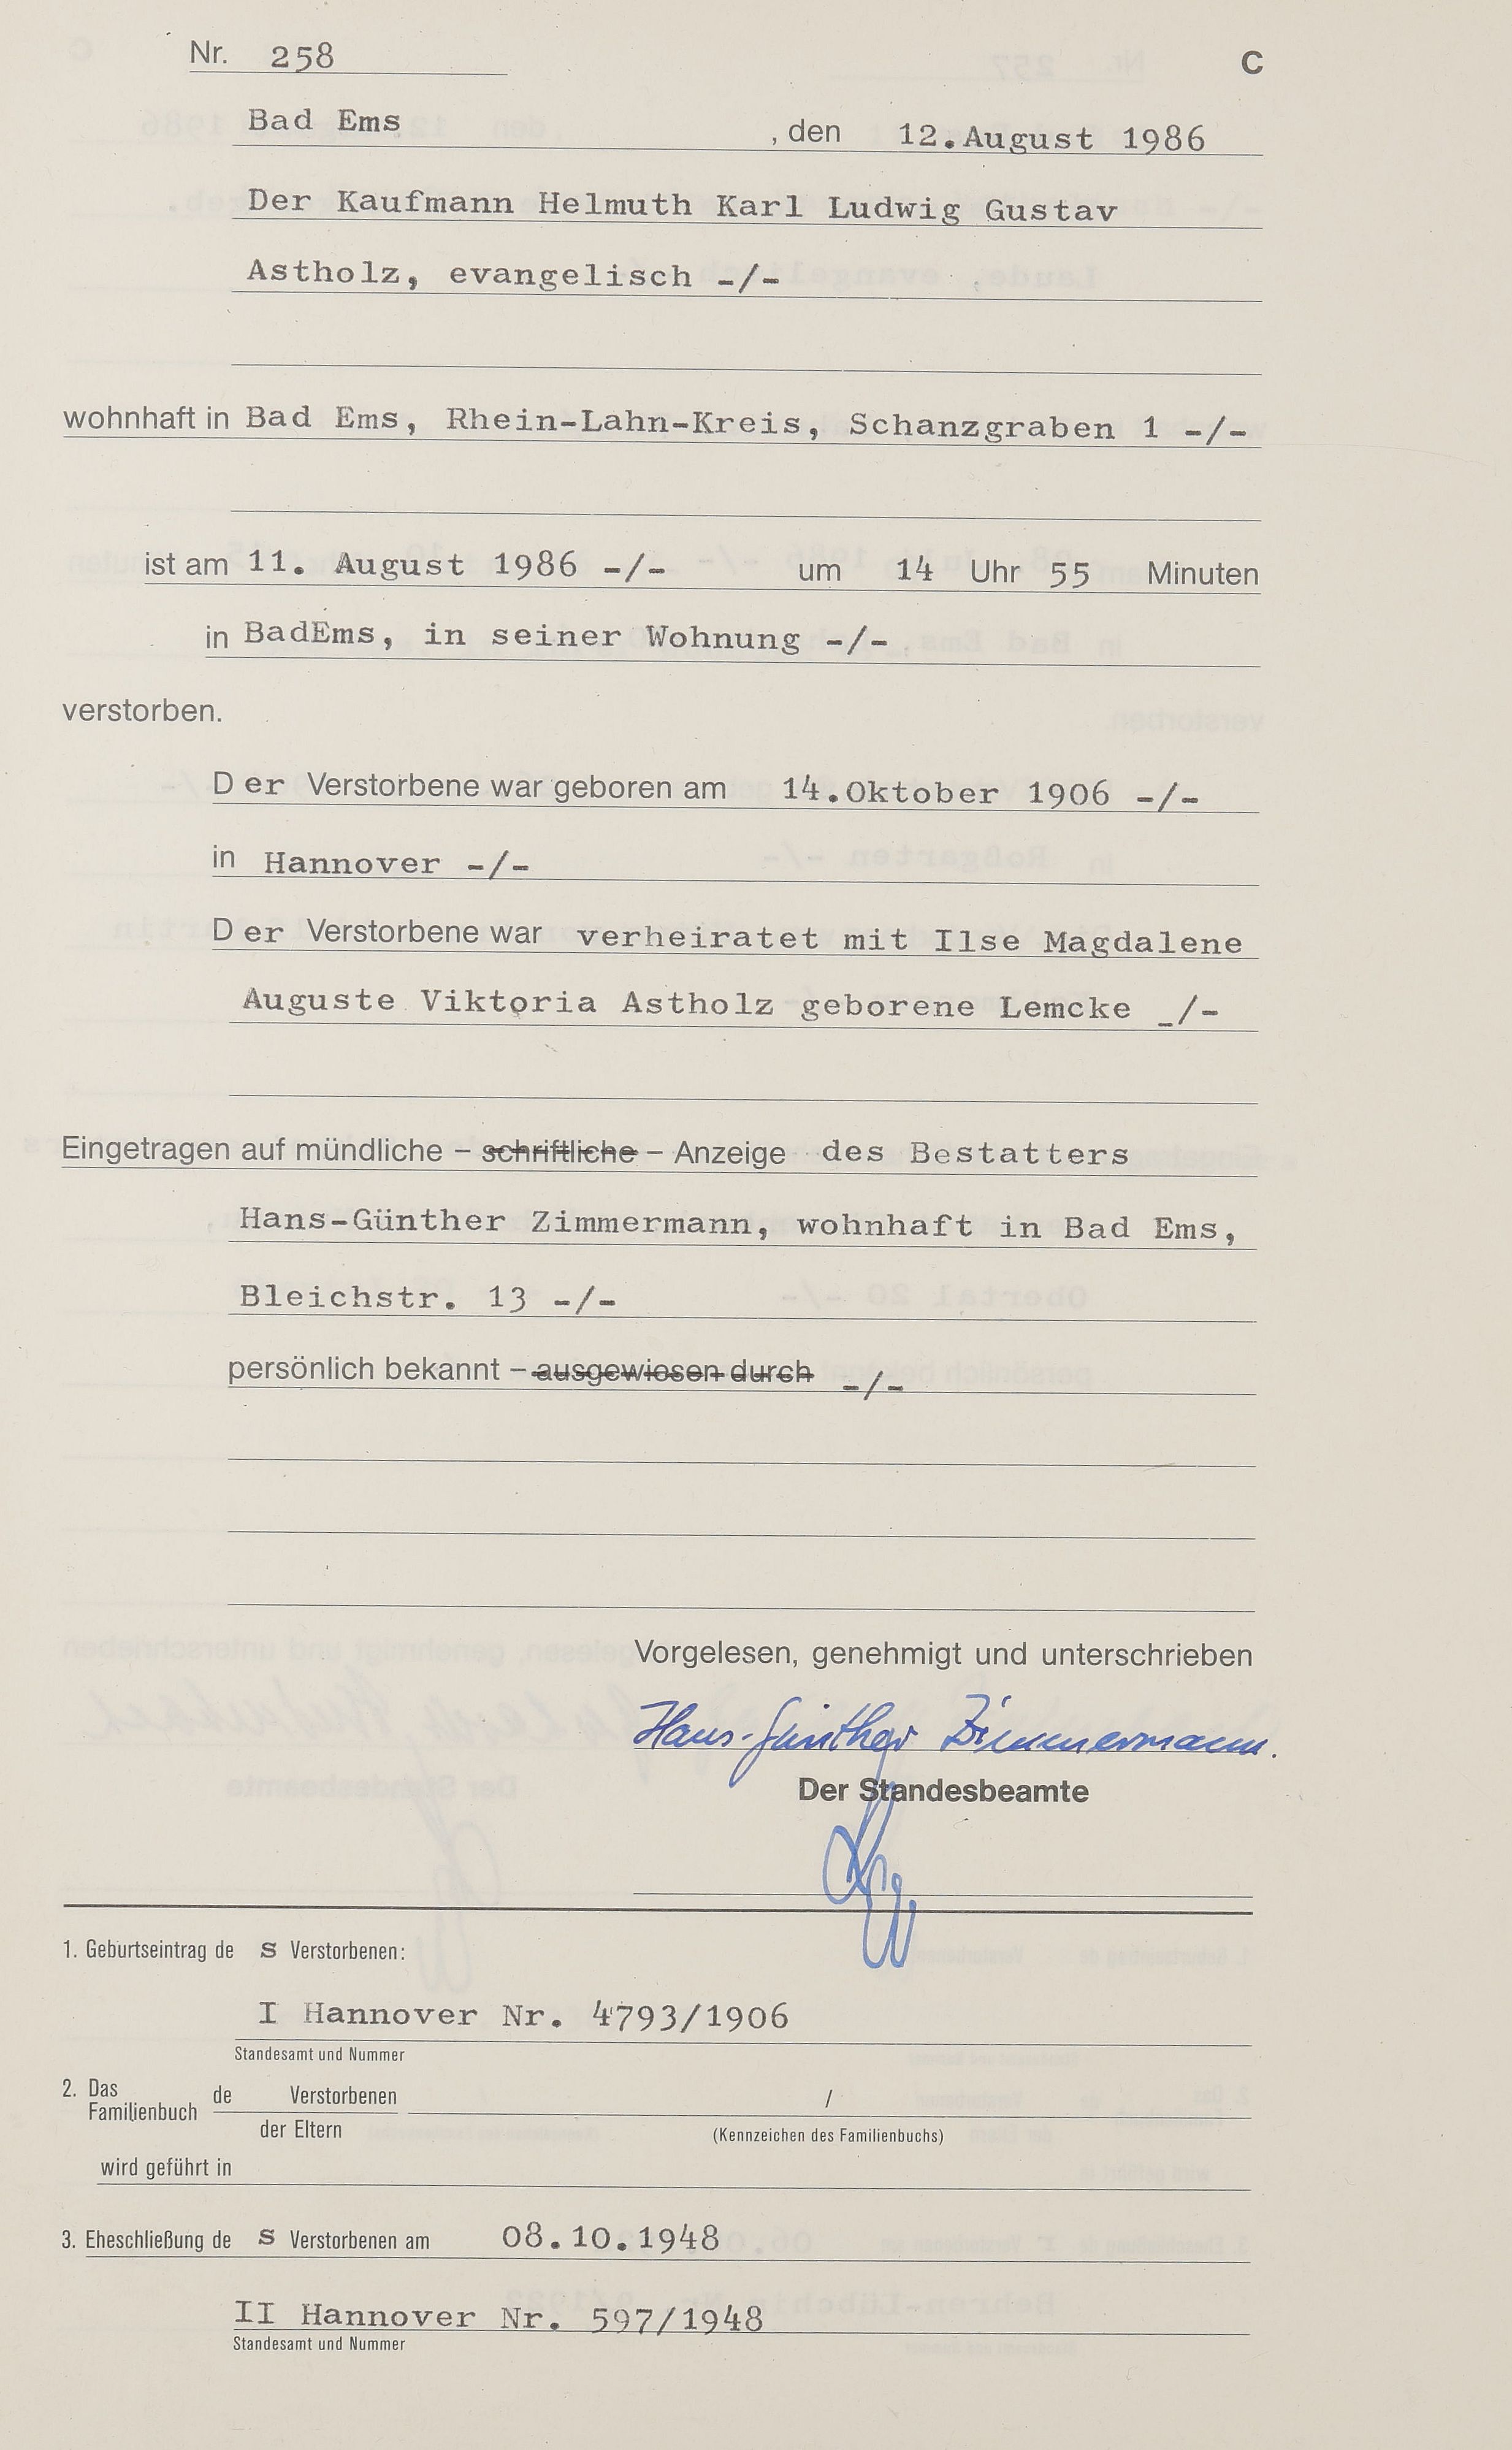 Nr. 258
C
Bad Ems , den 12.August 1986
Der Kaufmann Helmuth Karl Ludwig Gustav
Astholz, evangelisch -/-
wohnhaft in Bad Ems, Rhein-Lahn-Kreis, Schanzgraben 1 -/-
ist am 11. August 1986 -/- um 14 Uhr 55 Minuten
in BadEms, in seiner Wohnung -/-
verstorben.
Der Verstorbene war geboren am 14.Oktober 1906 -/-
in Hannover -/-
Der Verstorbene war verheiratet mit Ilse Magdalene
Auguste Viktoria Astholz geborene Lemcke _/-
Eingetragen auf mündliche – schriftliche – Anzeige des Bestatters
Hans-Günther Zimmermann, wohnhaft in Bad Ems,
Bleichstr. 13 -/-
persönlich bekannt – ausgewiesen durch -/-
Vorgelesen, genehmigt und unterschrieben
Hans-Günther Zimmermann.
Der Standesbeamte
1. Geburtseintrag de s Verstorbenen:
I Hannover Nr. 4793/1906
Standesamt und Nummer
2. Das Familienbuch de Verstorbenen /
der Eltern (Kennzeichen des Familienbuchs)
wird geführt in
3. Eheschließung de s Verstorbenen am 08.10.1948
II Hannover Nr. 597/1948
Standesamt und Nummer